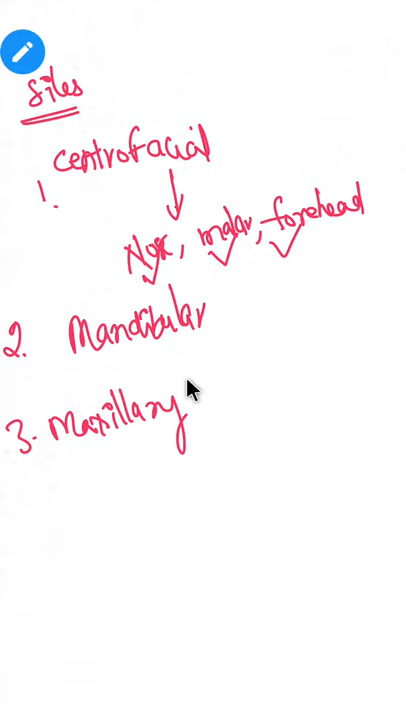 Sites
1. Centrofacial
↓
Nose, malar, forehead
2. Mandibular
3. Maxillary